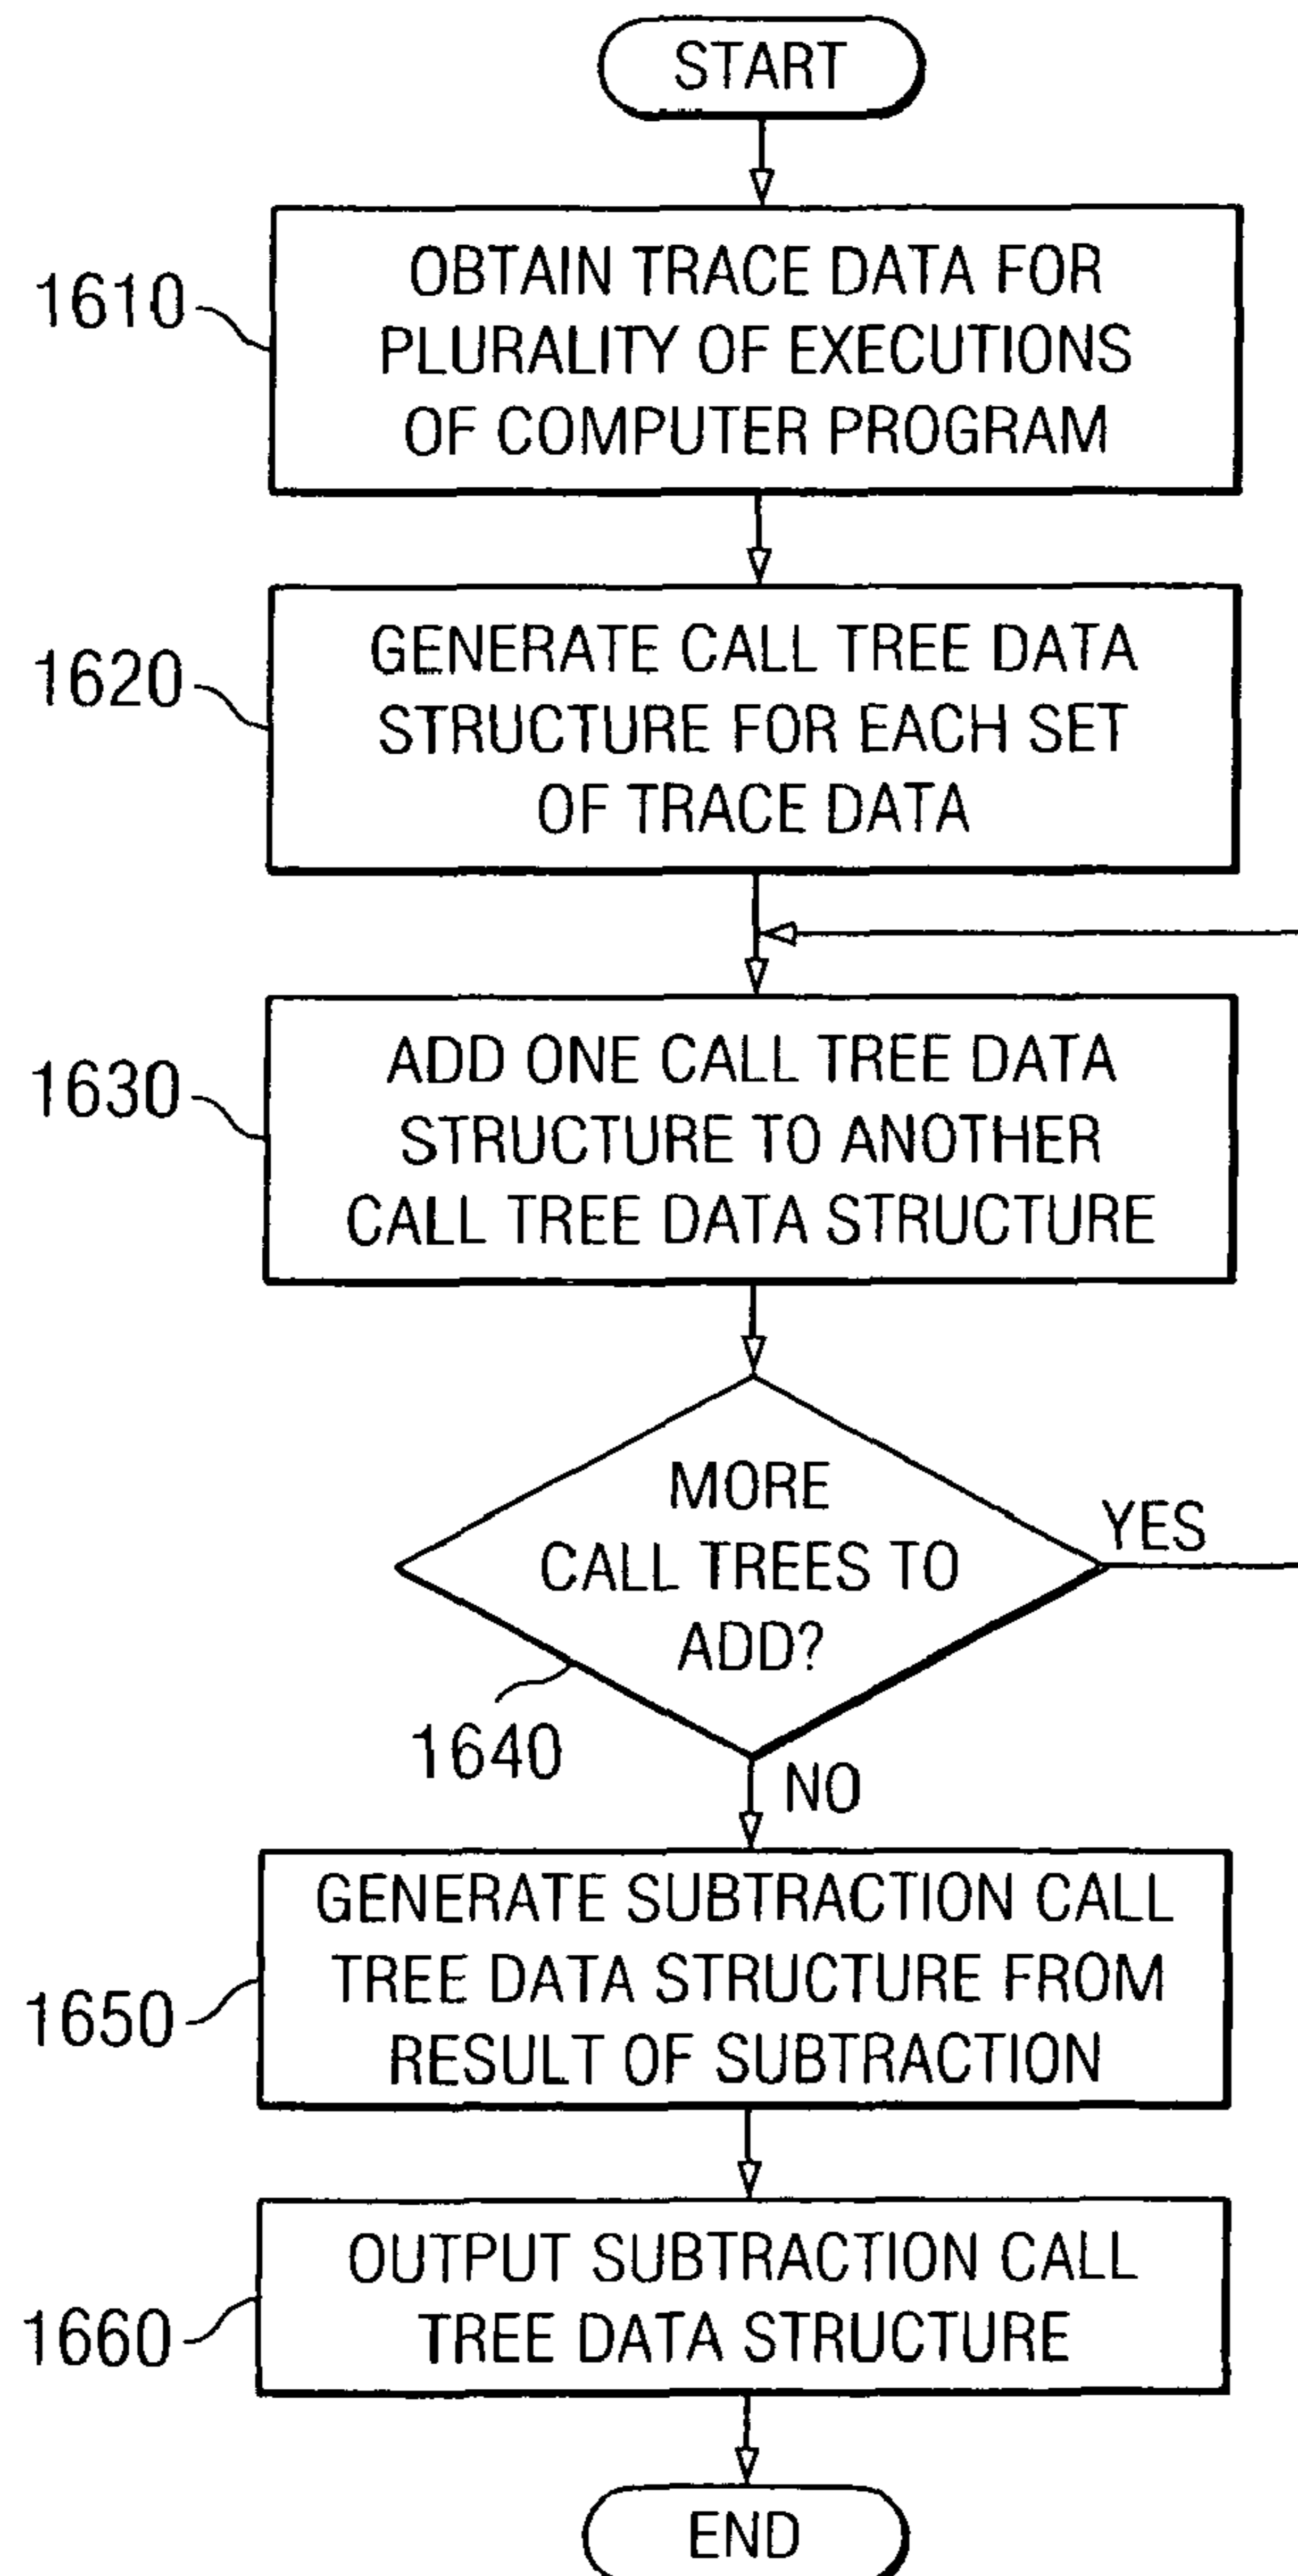 START
1610
OBTAIN TRACE DATA FOR
PLURALITY OF EXECUTIONS
OF COMPUTER PROGRAM
1620
GENERATE CALL TREE DATA
STRUCTURE FOR EACH SET
OF TRACE DATA
1630
ADD ONE CALL TREE DATA
STRUCTURE TO ANOTHER
CALL TREE DATA STRUCTURE
MORE
CALL TREES TO
ADD?
YES
1640
NO
1650
GENERATE SUBTRACTION CALL
TREE DATA STRUCTURE FROM
RESULT OF SUBTRACTION
1660
OUTPUT SUBTRACTION CALL
TREE DATA STRUCTURE
END